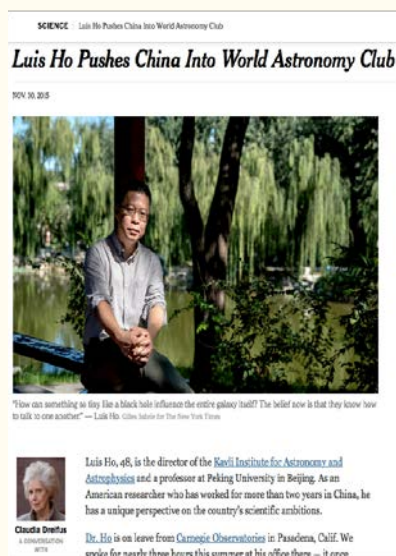 SCIENCE Luis Ho Pushes China Into World Astronomy Club
Luis Ho Pushes China Into World Astronomy Club
NOV. 30, 2015
"How can something so tiny like a black hole influence the entire galaxy itself? The belief now is that they know how
to talk to one another." — Luis Ho. Gilles Sabrie for The New York Times
Luis Ho, 48, is the director of the Kavli Institute for Astronomy and
Astrophysics and a professor at Peking University in Beijing. As an
American researcher who has worked for more than two years in China, he
has a unique perspective on the country's scientific ambitions.
Claudia Dreifus
A CONVERSATION
WITH
Dr. Ho is on leave from Carnegie Observatories in Pasadena, Calif. We
spoke for nearly three hours this summer at his office there — it once